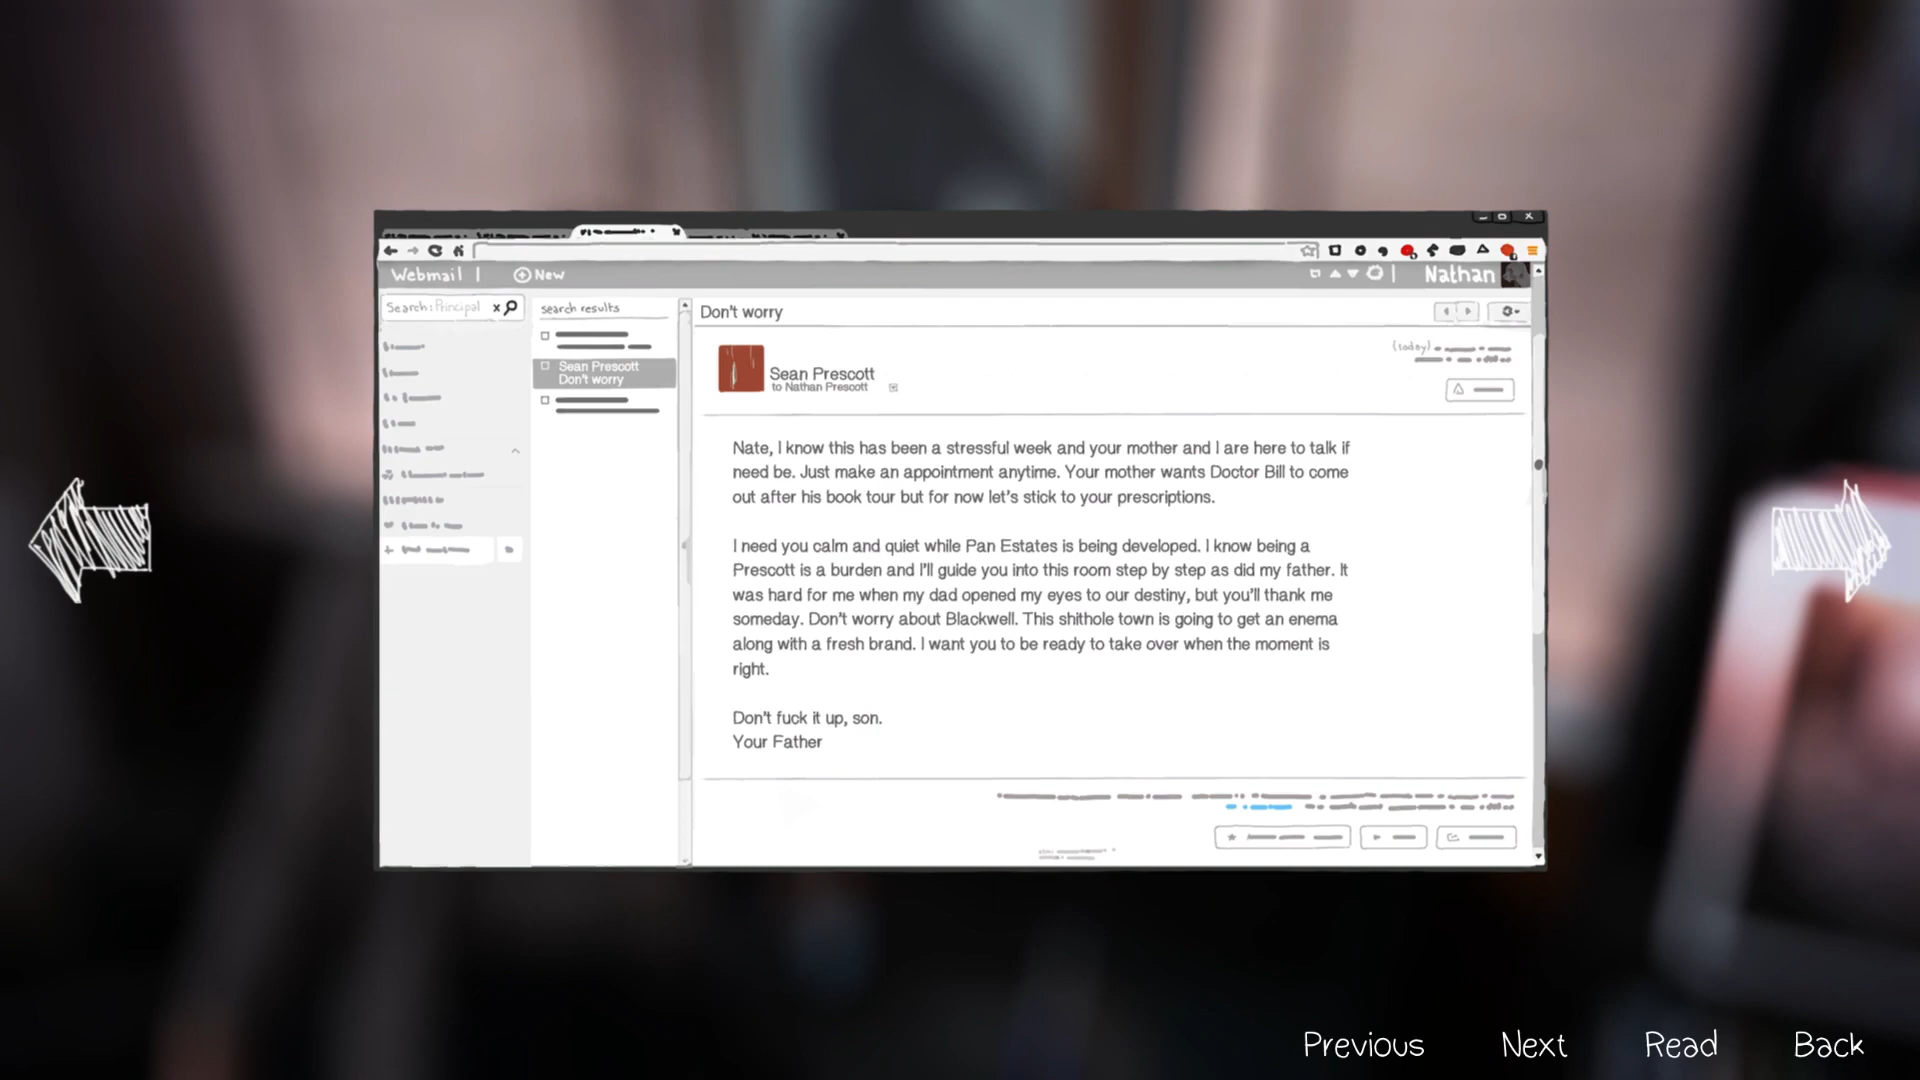 Webmail |
New
Nathan
Search: Principal
x
search results
Sean Prescott
Don't worry
Don't worry
(today)
Sean Prescott
to Nathan Prescott
Nate, I know this has been a stressful week and your mother and I are here to talk if
need be. Just make an appointment anytime. Your mother wants Doctor Bill to come
out after his book tour but for now let's stick to your prescriptions.
I need you calm and quiet while Pan Estates is being developed. I know being a
Prescott is a burden and I'll guide you into this room step by step as did my father. It
was hard for me when my dad opened my eyes to our destiny, but you'll thank me
someday. Don't worry about Blackwell. This shithole town is going to get an enema
along with a fresh brand. I want you to be ready to take over when the moment is
right.
Don't fuck it up, son.
Your Father
Previous
Next
Read
Back